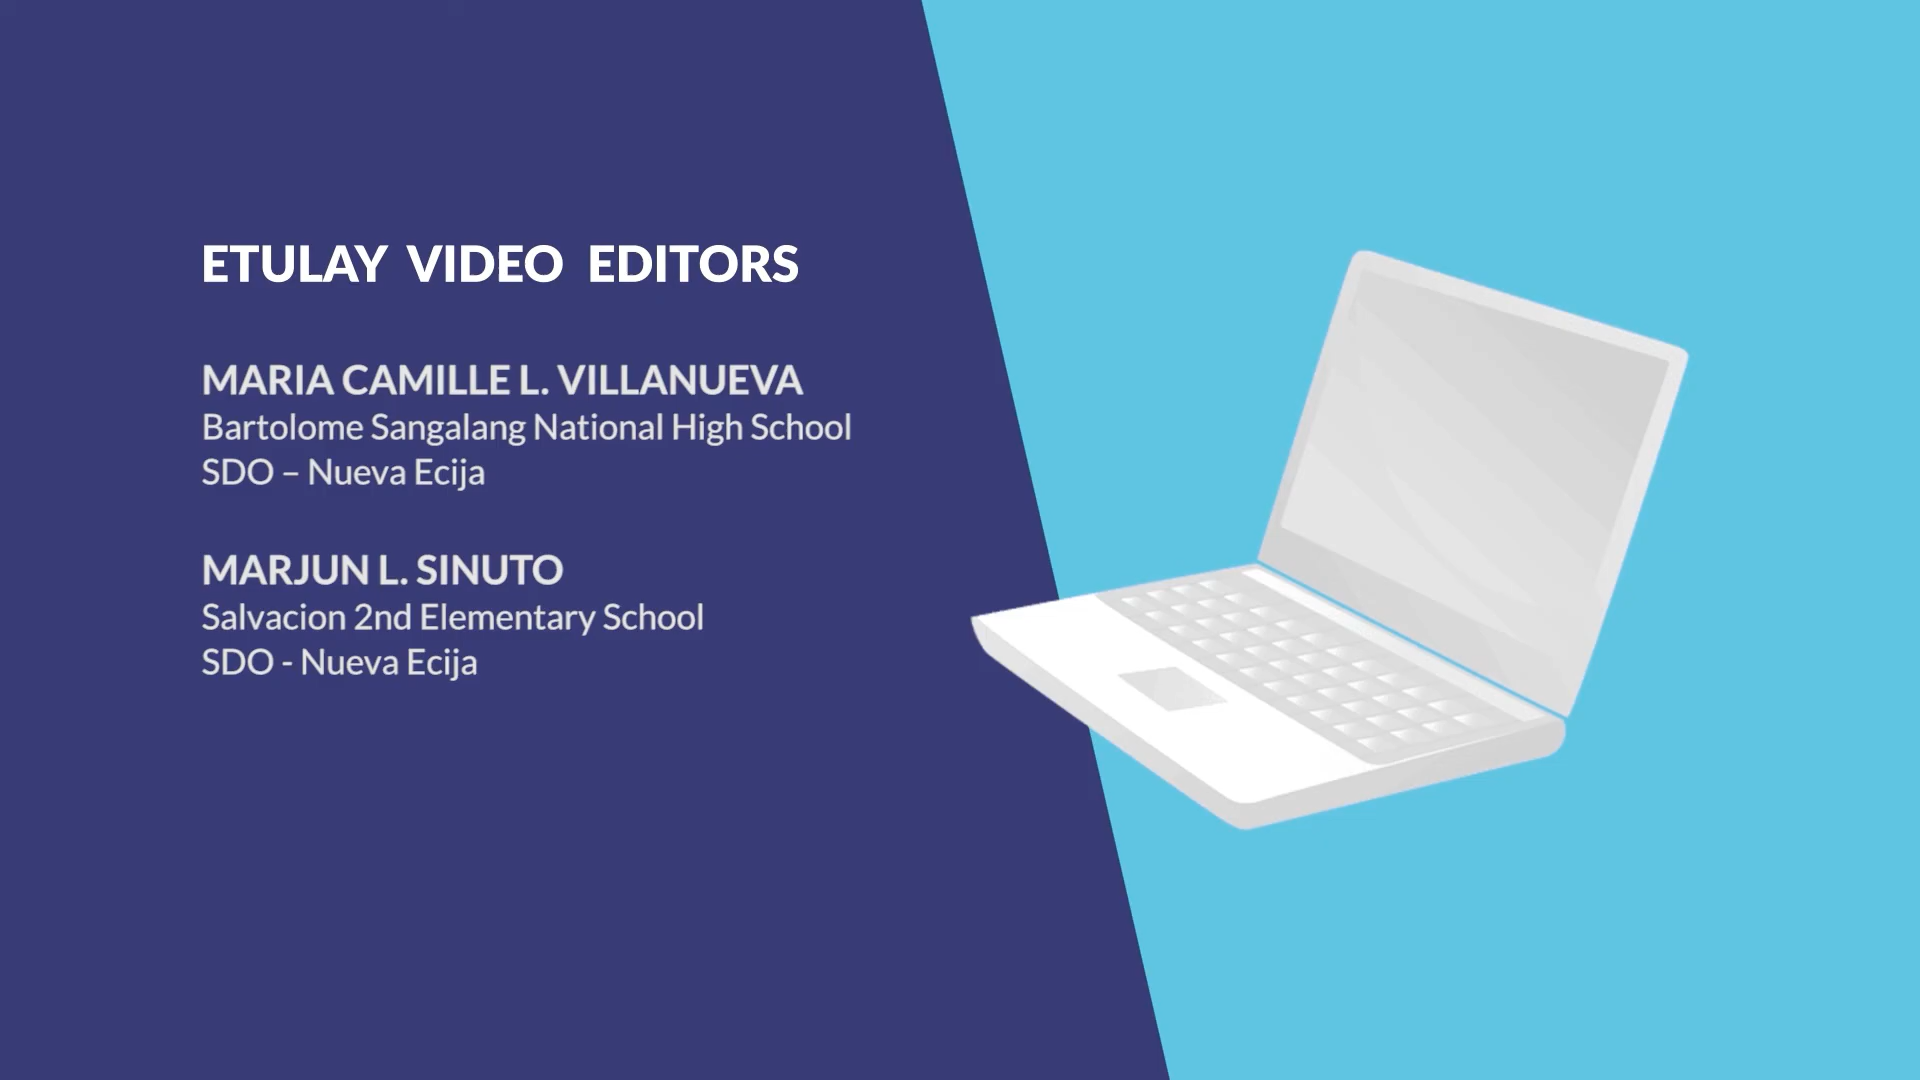 ETULAY VIDEO EDITORS
MARIA CAMILLE L. VILLANUEVA
Bartolome Sangalang National High School
SDO – Nueva Ecija
MARJUN L. SINUTO
Salvacion 2nd Elementary School
SDO - Nueva Ecija